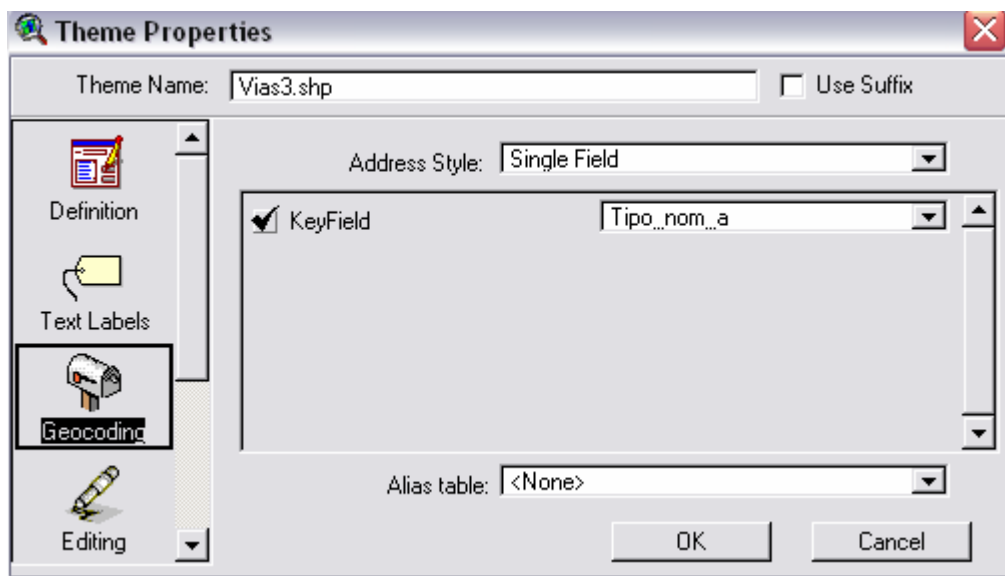 Theme Properties
Theme Name: Vias3.shp Use Suffix
Definition
Text Labels
Geocoding
Editing
Address Style: Single Field
KeyField Tipo_nom_a
Alias table: <None>
OK Cancel